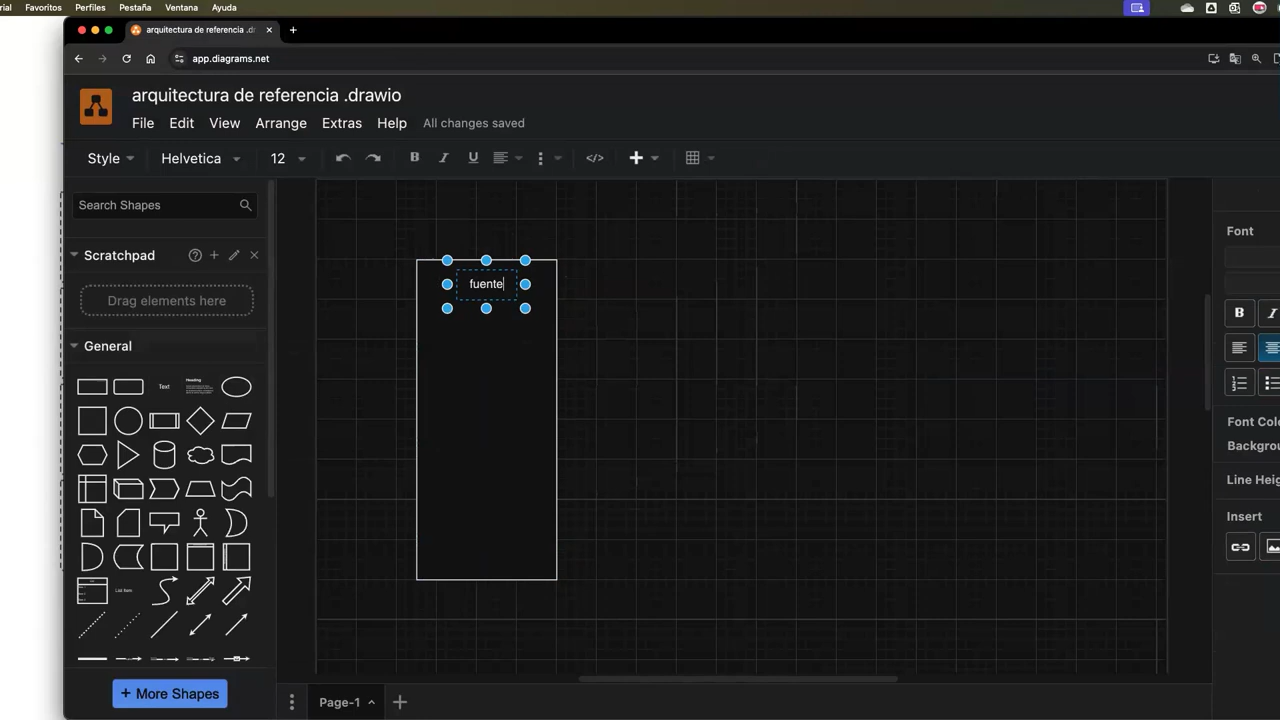 rial Favoritos Perfiles Pestaña Ventana Ayuda
arquitectura de referencia .d
app.diagrams.net
arquitectura de referencia .drawio
File Edit View Arrange Extras Help All changes saved
Style Helvetica 12 B I U </>
Search Shapes
Scratchpad
Drag elements here
General
Text
Heading
List Item
+ More Shapes
fuente
Page-1
Font
B I
Font Colo
Backgrou
Line Heig
Insert